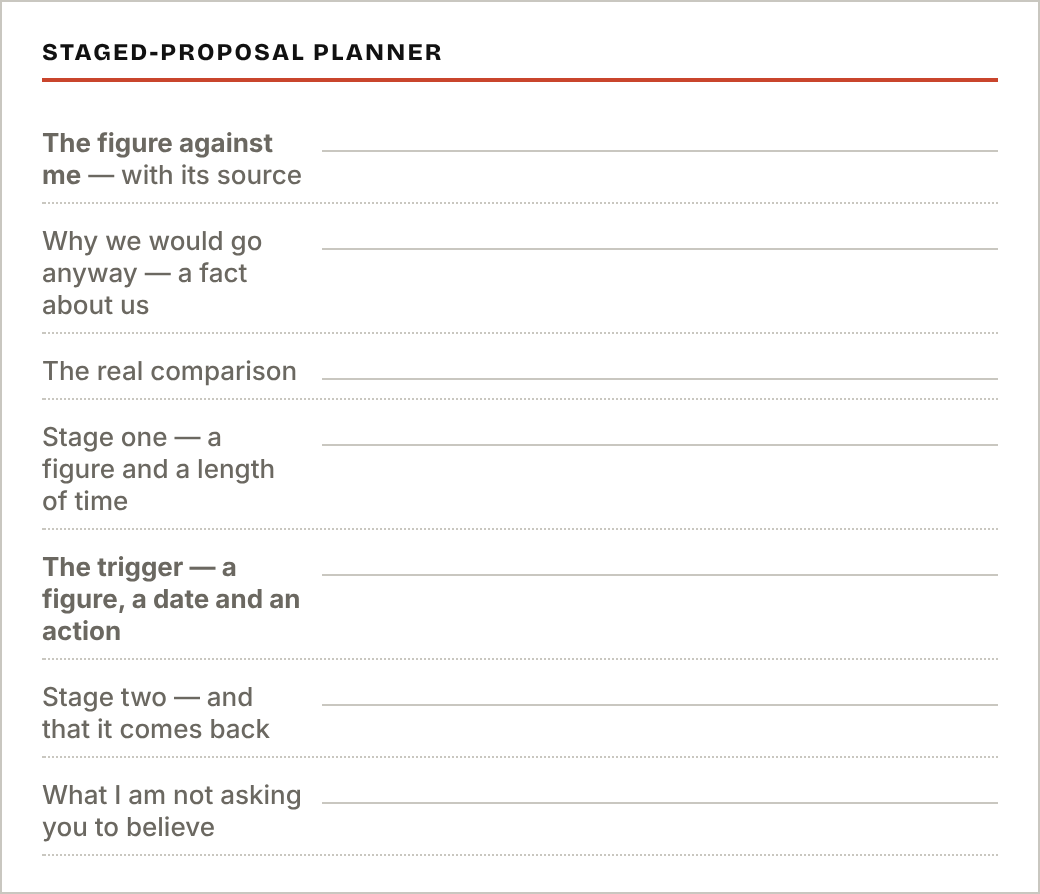 STAGED-PROPOSAL PLANNER
The figure against
me — with its source
Why we would go
anyway — a fact
about us
The real comparison
Stage one — a
figure and a length
of time
The trigger — a
figure, a date and an
action
Stage two — and
that it comes back
What I am not asking
you to believe